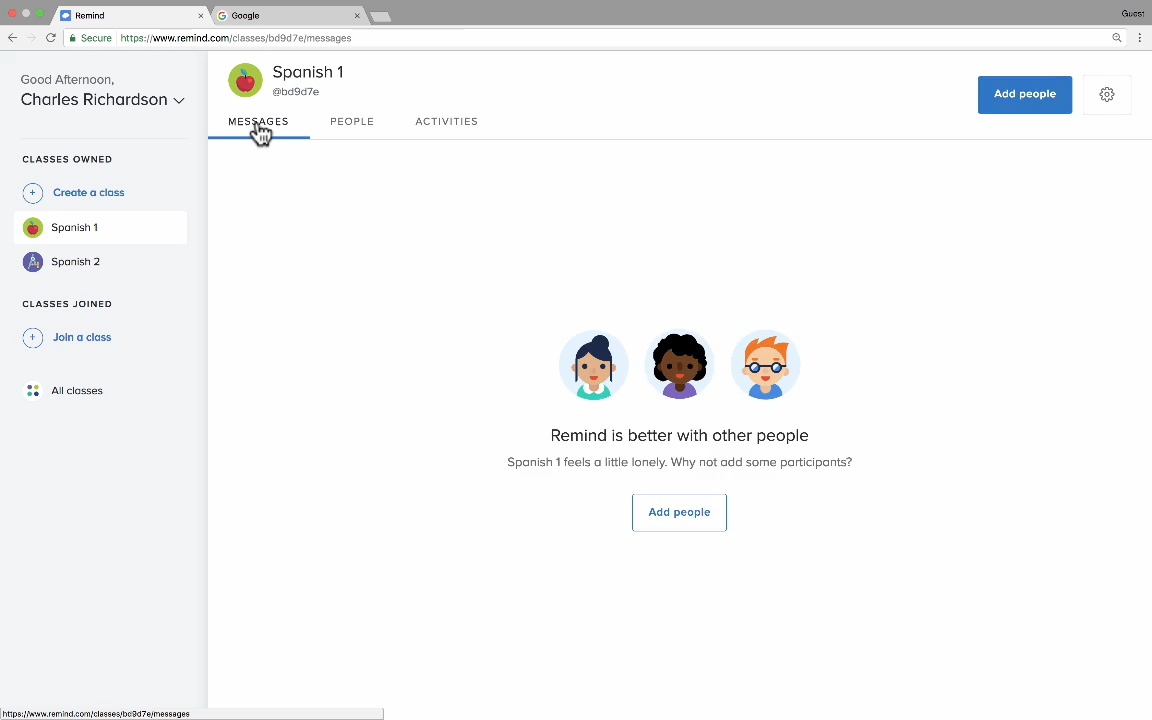 Remind
Google
Guest
Secure
https://www.remind.com/classes/bd9d7e/messages
Good Afternoon,
Charles Richardson
CLASSES OWNED
Create a class
Spanish 1
Spanish 2
CLASSES JOINED
Join a class
All classes
Spanish 1
@bd9d7e
Add people
MESSAGES PEOPLE ACTIVITIES
Remind is better with other people
Spanish 1 feels a little lonely. Why not add some participants?
Add people
https://www.remind.com/classes/bd9d7e/messages